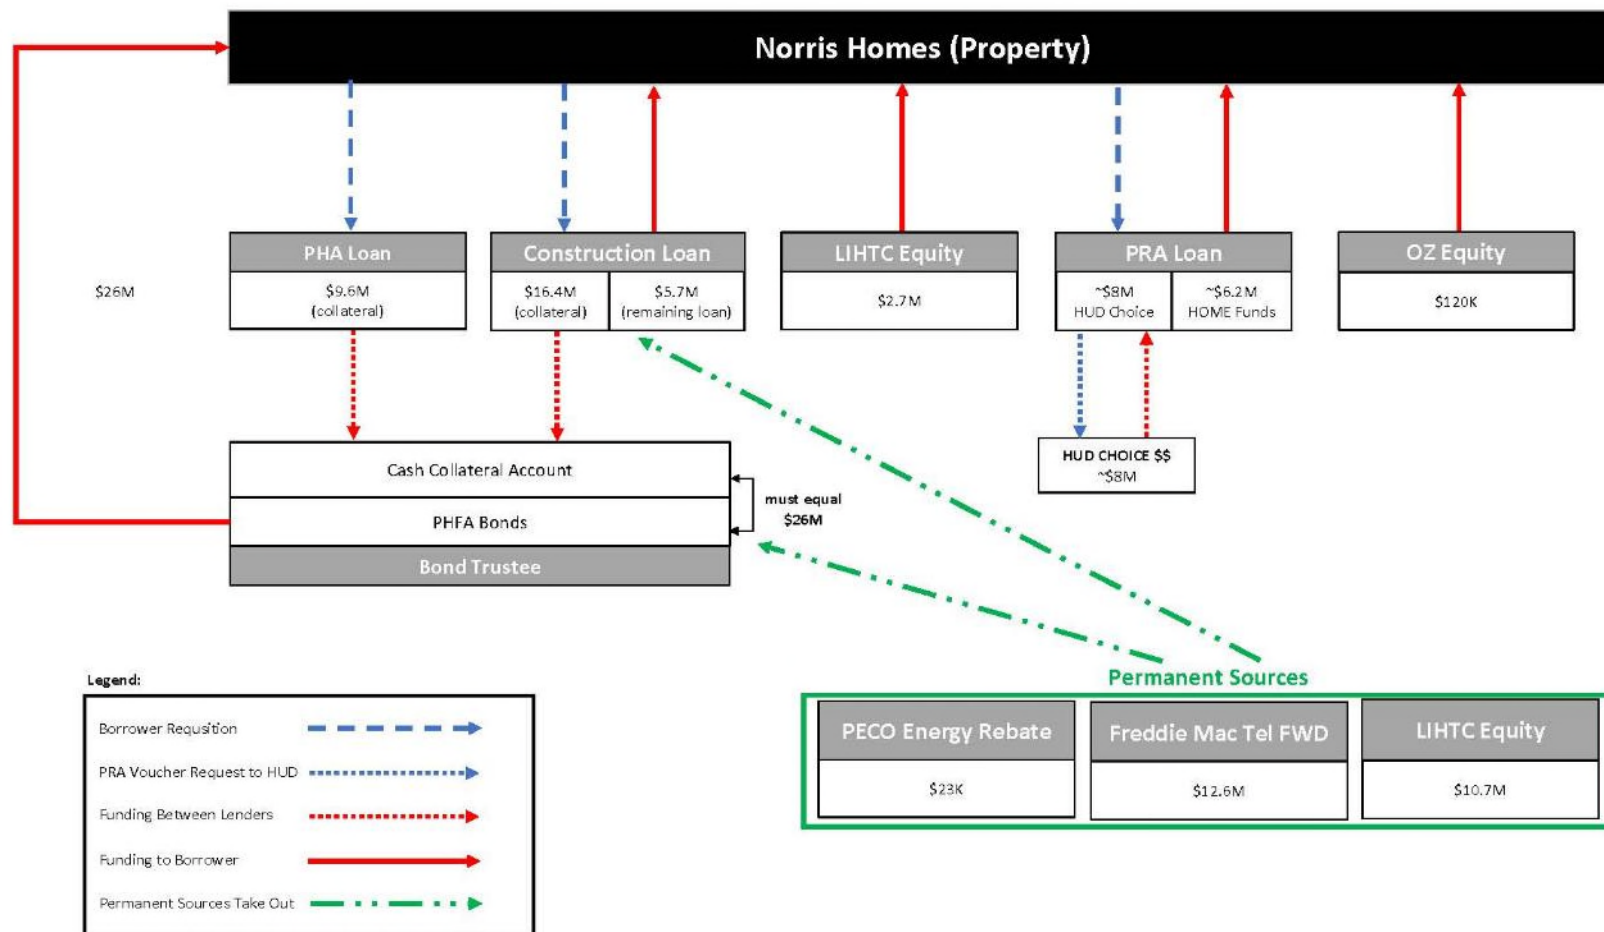 Norris Homes (Property)
$26M
PHA Loan
$9.6M
(collateral)
Construction Loan
$16.4M
(collateral)
$5.7M
(remaining loan)
LIHTC Equity
$2.7M
PRA Loan
~$8M
HUD Choice
~$6.2M
HOME Funds
OZ Equity
$120K
Cash Collateral Account
PHFA Bonds
Bond Trustee
must equal
$26M
HUD CHOICE $$
~$8M
Permanent Sources
PECO Energy Rebate
$23K
Freddie Mac Tel FWD
$12.6M
LIHTC Equity
$10.7M
Legend:
Borrower Requsition
PRA Voucher Request to HUD
Funding Between Lenders
Funding to Borrower
Permanent Sources Take Out